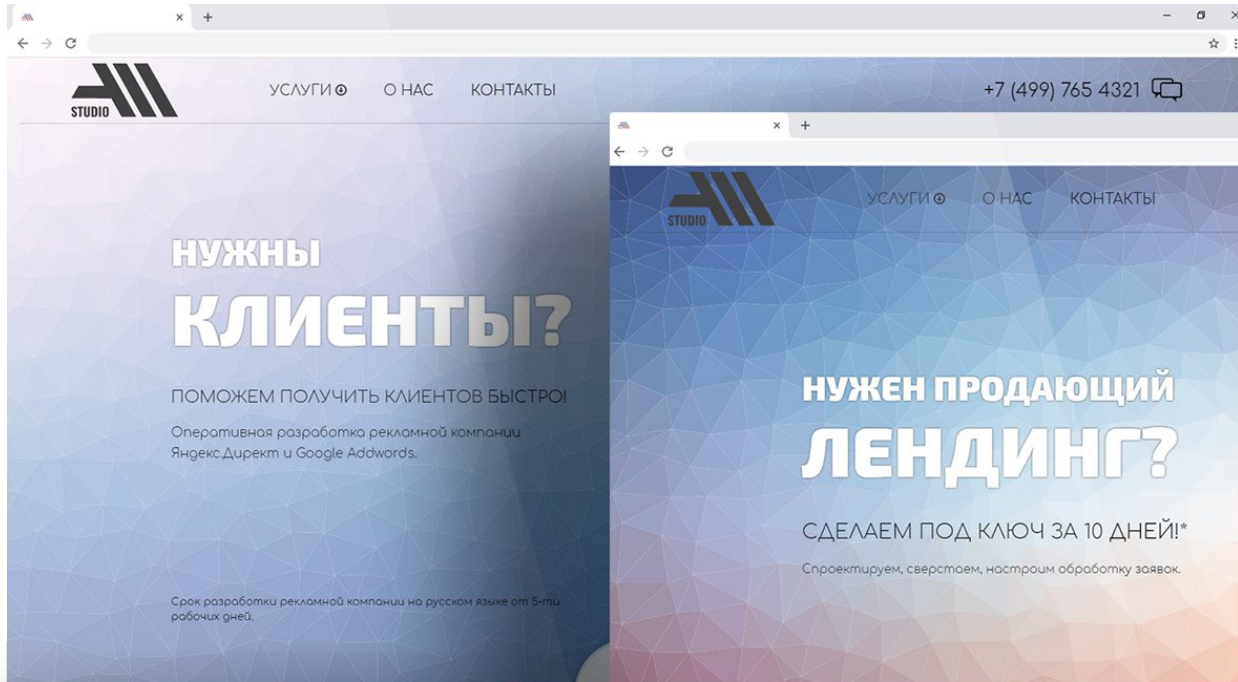 STUDIO
УСЛУГИ
О НАС
КОНТАКТЫ
+7 (499) 765 4321
НУЖНЫ
КЛИЕНТЫ?
ПОМОЖЕМ ПОЛУЧИТЬ КЛИЕНТОВ БЫСТРО!
Оперативная разработка рекламной компании
Яндекс.Директ и Google Addwords.
Срок разработки рекламной компании на русском языке от 5-ти
рабочих дней.
STUDIO
УСЛУГИ
О НАС
КОНТАКТЫ
НУЖЕН ПРОДАЮЩИЙ
ЛЕНДИНГ?
СДЕЛАЕМ ПОД КЛЮЧ ЗА 10 ДНЕЙ!*
Спроектируем, сверстаем, настроим обработку заявок.